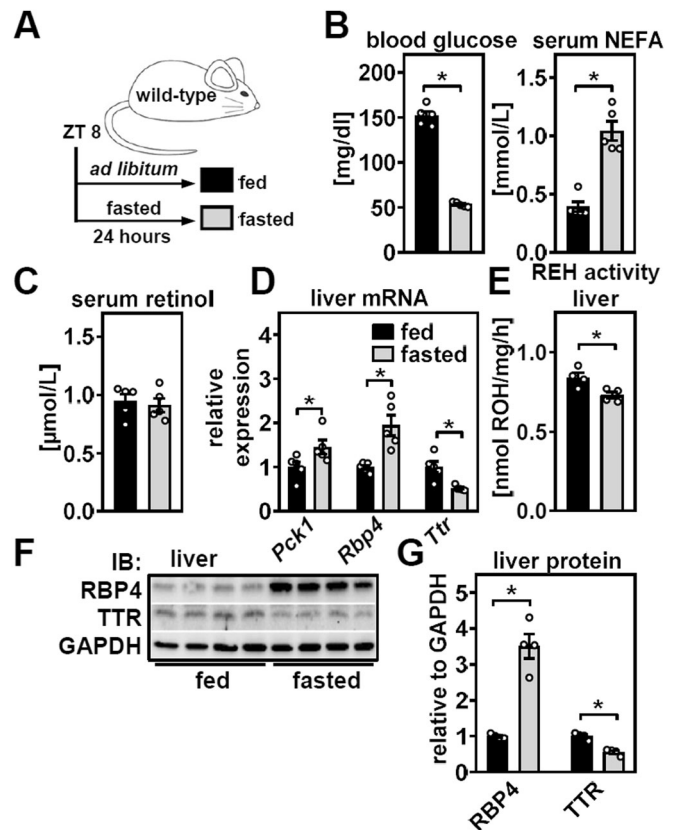 A
wild-type
ZT 8
ad libitum
fed
fasted
fasted
24 hours
B
blood glucose
serum NEFA
[mg/dl]
200
150
100
50
0
*
[mmol/L]
1.5
1.0
0.5
0.0
*
C
serum retinol
[µmol/L]
1.5
1.0
0.5
0.0
D
liver mRNA
relative
expression
4
3
2
1
0
fed
fasted
*
*
*
Pck1
Rbp4
Ttr
E
REH activity
liver
[nmol ROH/mg/h]
1.0
0.5
0.0
*
F
IB:
liver
RBP4
TTR
GAPDH
fed
fasted
G
liver protein
relative to GAPDH
5
4
3
2
1
0
*
*
RBP4
TTR